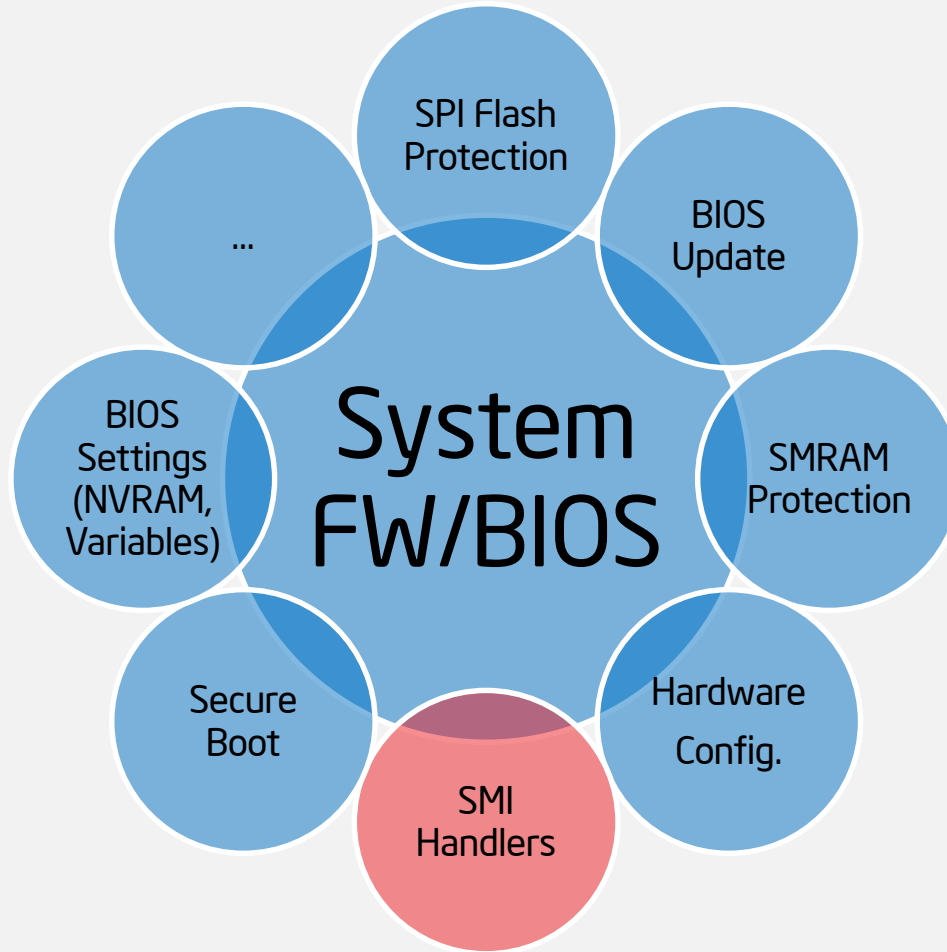 SPI Flash
Protection
BIOS
Update
...
System
FW/BIOS
BIOS
Settings
(NVRAM,
Variables)
SMRAM
Protection
Secure
Boot
Hardware
Config.
SMI
Handlers